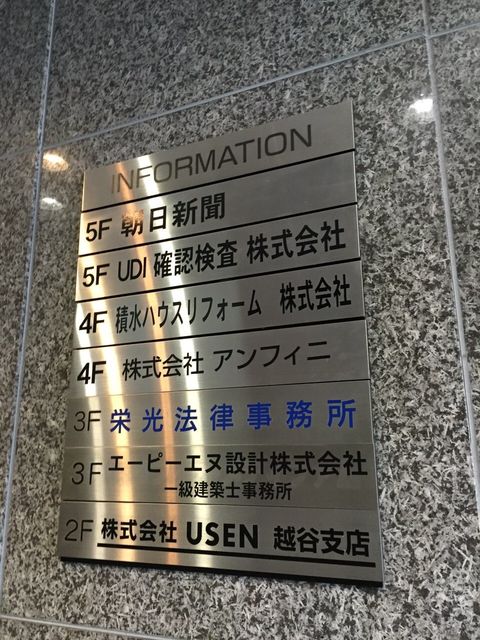 INFORMATION
5F 朝日新聞
5F UDI 確認検査 株式会社
4F 積水ハウスリフォーム 株式会社
4F 株式会社 アンフィニ
3F 栄光法律事務所
3F エーピーエヌ設計株式会社
一級建築士事務所
2F 株式会社 USEN 越谷支店